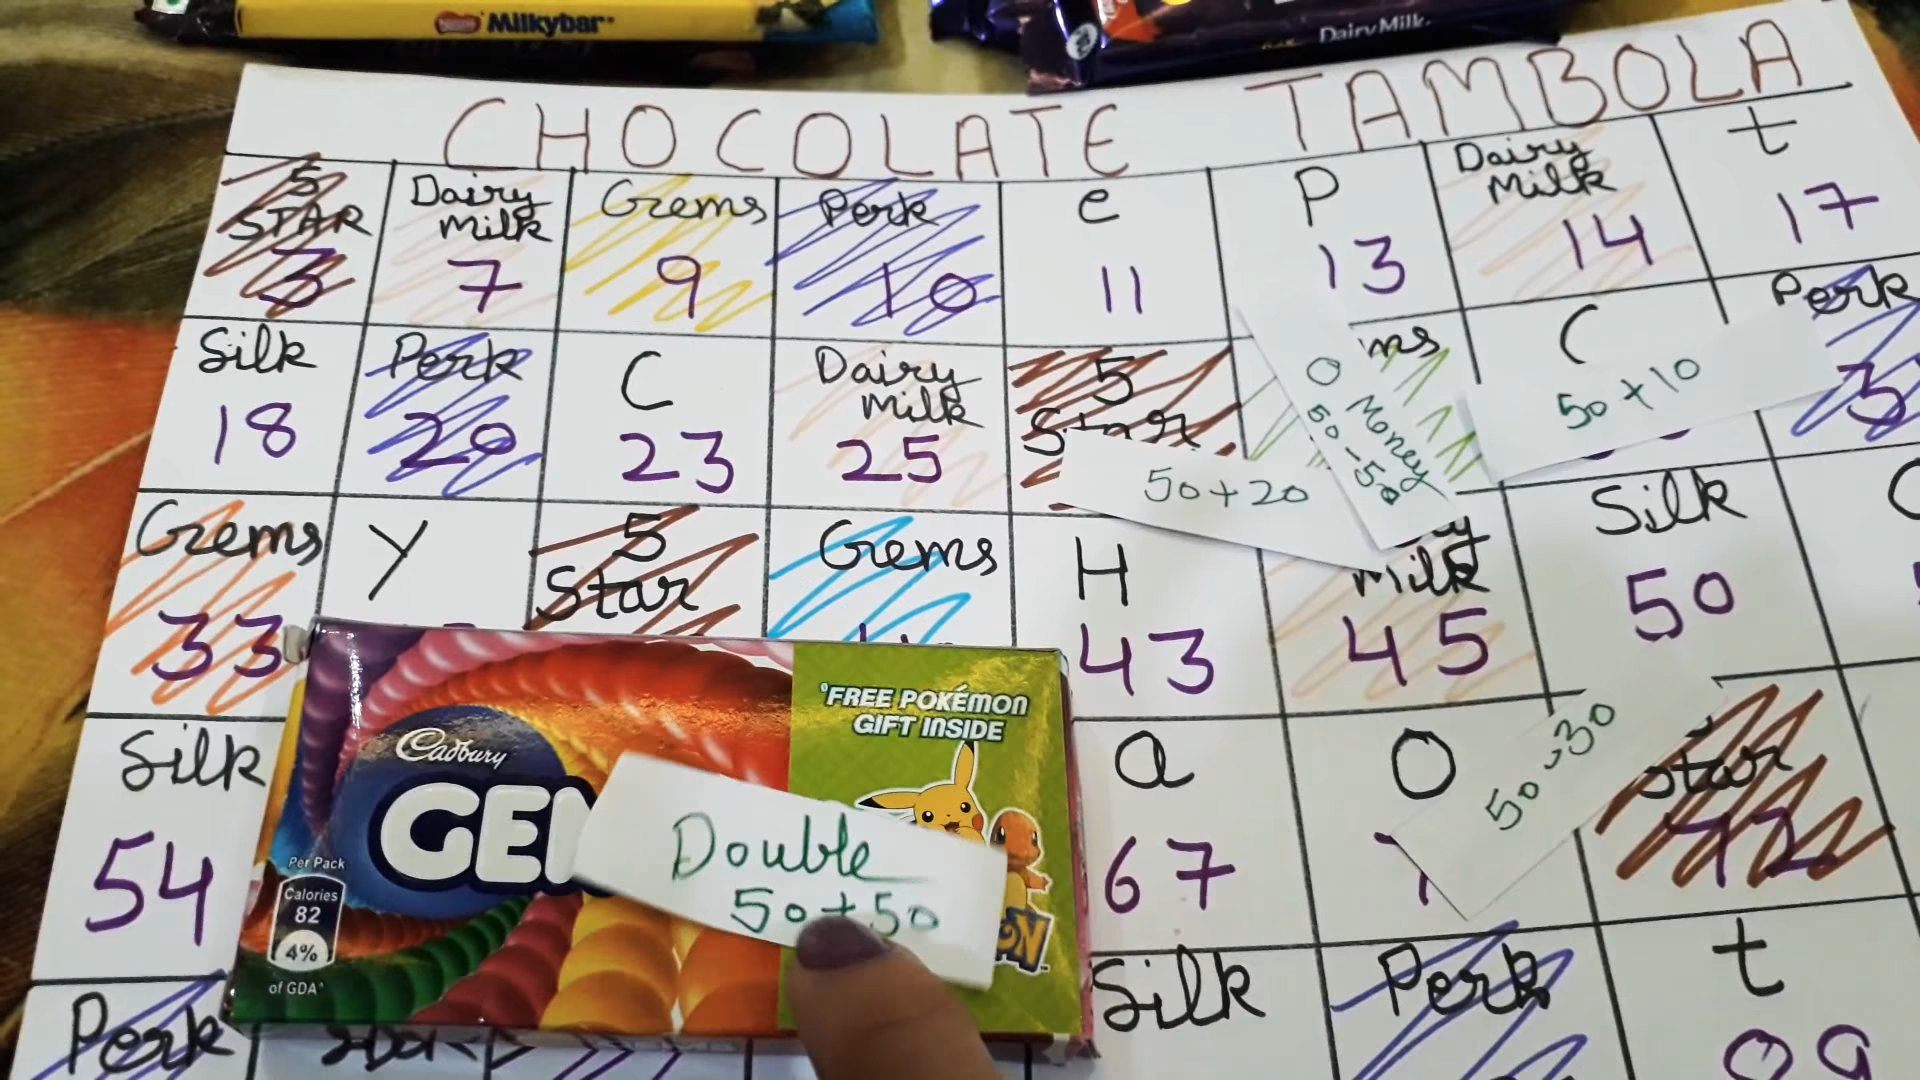 Nestlé Milkybar
Dairy Milk
CHOCOLATE TAMBOLA
5 STAR
3
Dairy Milk
7
Gems
9
Perk
10
e
11
P
13
Dairy Milk
14
t
17
Silk
18
Perk
20
C
23
Dairy Milk
25
5 Star
50+20
O Money
50-50
C
50+10
Perk
Gems
33
Y
5 Star
Gems
H
43
Milk
45
Silk
50
Silk
54
Cadbury
GEM
'FREE POKÉMON
GIFT INSIDE
Per Pack
Calories
82
4%
of GDA*
Double
50+50
a
67
O
50-30
Star
72
Perk
Silk
Perk
t